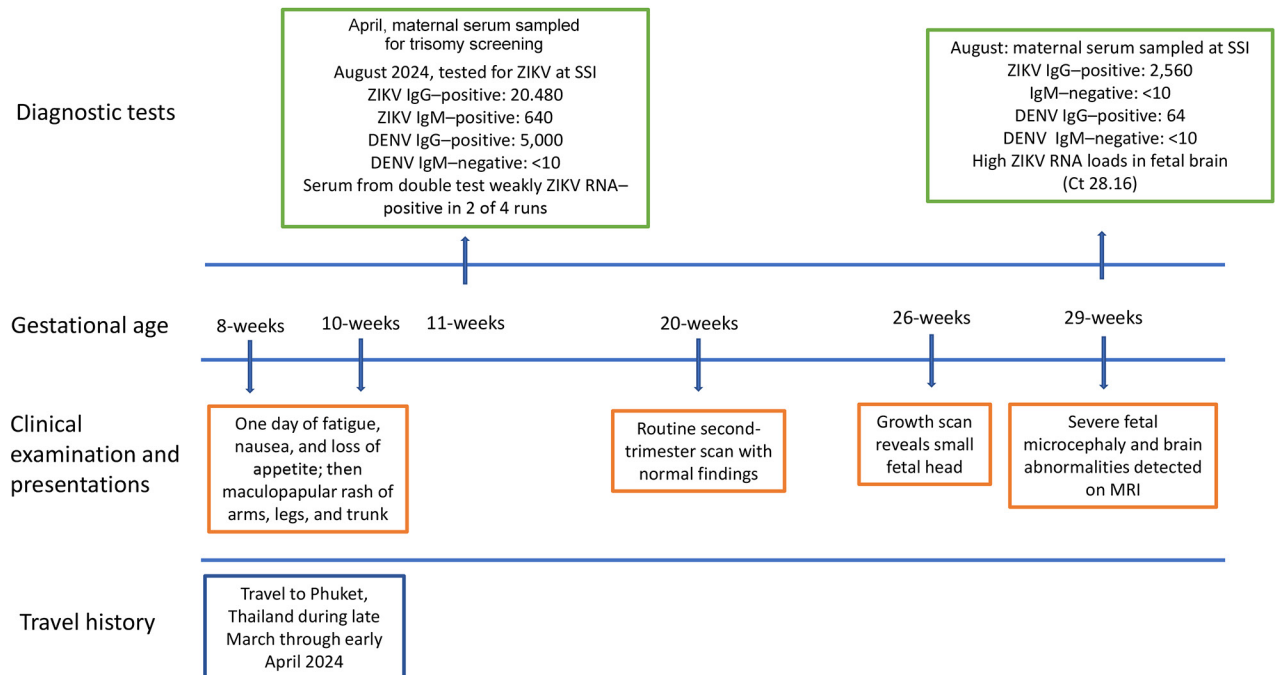 Diagnostic tests
April, maternal serum sampled
for trisomy screening
August 2024, tested for ZIKV at SSI
ZIKV IgG–positive: 20.480
ZIKV IgM–positive: 640
DENV IgG–positive: 5,000
DENV IgM–negative: <10
Serum from double test weakly ZIKV RNA–
positive in 2 of 4 runs
August: maternal serum sampled at SSI
ZIKV IgG–positive: 2,560
IgM–negative: <10
DENV IgG–positive: 64
DENV IgM–negative: <10
High ZIKV RNA loads in fetal brain
(Ct 28.16)
Gestational age
8-weeks
10-weeks
11-weeks
20-weeks
26-weeks
29-weeks
Clinical
examination and
presentations
One day of fatigue,
nausea, and loss of
appetite; then
maculopapular rash of
arms, legs, and trunk
Routine second-
trimester scan with
normal findings
Growth scan
reveals small
fetal head
Severe fetal
microcephaly and brain
abnormalities detected
on MRI
Travel history
Travel to Phuket,
Thailand during late
March through early
April 2024